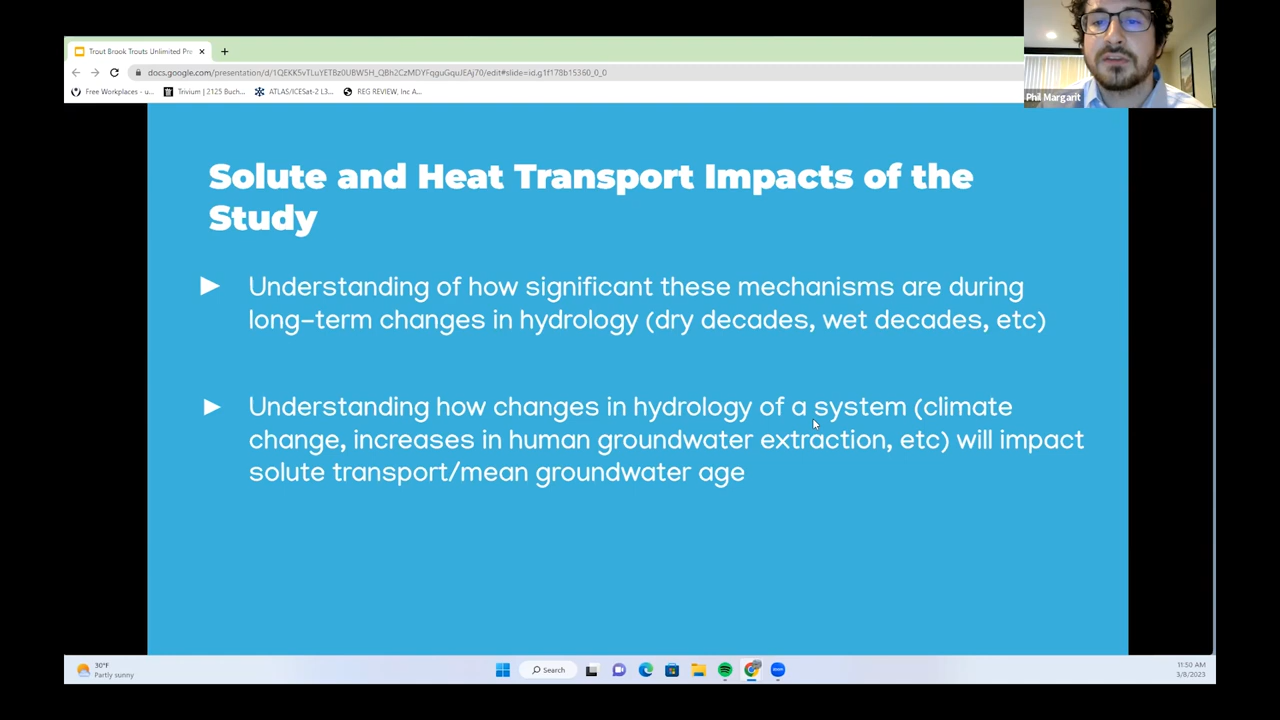 Trout Brook Trouts Unlimited Pre
docs.google.com/presentation/d/1QEKK5vTLuYETBz0UBW5H_QBh2CzMDYFqguGquJEAj70/edit#slide=id.g1f178b15360_0_0
Free Workplaces - u...
Trivium | 2125 Buch...
ATLAS/ICESat-2 L3...
REG REVIEW, Inc A...
Phil Margarit
Solute and Heat Transport Impacts of the
Study
Understanding of how significant these mechanisms are during
long-term changes in hydrology (dry decades, wet decades, etc)
Understanding how changes in hydrology of a system (climate
change, increases in human groundwater extraction, etc) will impact
solute transport/mean groundwater age
30°F
Partly sunny
Search
zoom
11:50 AM
3/8/2023